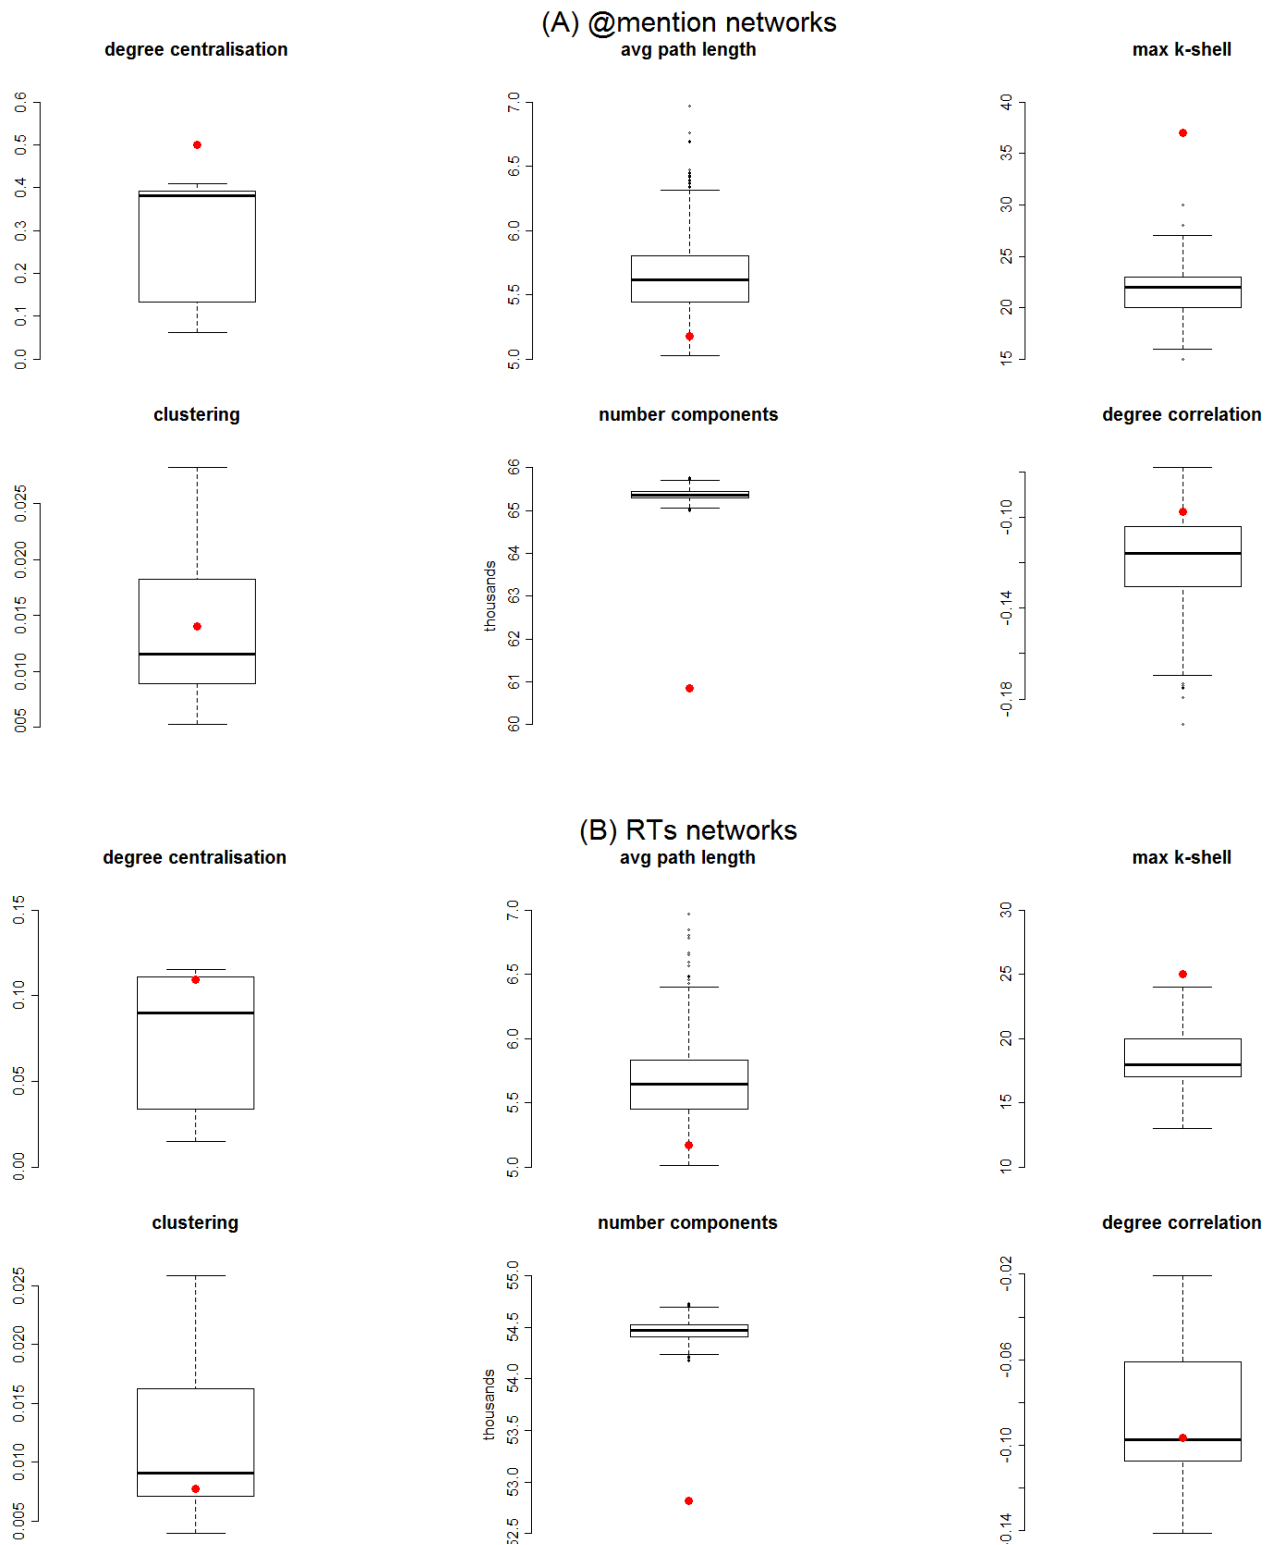 (A) @mention networks
degree centralisation avg path length max k-shell
0.6 0.5 0.4 0.3 0.2 0.1 0.0
7.0 6.5 6.0 5.5 5.0
40 35 30 25 20 15
clustering number components degree correlation
0.025 0.020 0.015 0.010 005
thousands
66 65 64 63 62 61 60
-0.10 -0.14 -0.18
(B) RTs networks
degree centralisation avg path length max k-shell
0.15 0.10 0.05 0.00
7.0 6.5 6.0 5.5 5.0
30 25 20 15 10
clustering number components degree correlation
0.025 0.020 0.015 0.010 0.005
thousands
55.0 54.5 54.0 53.5 53.0 52.5
-0.02 -0.06 -0.10 -0.14